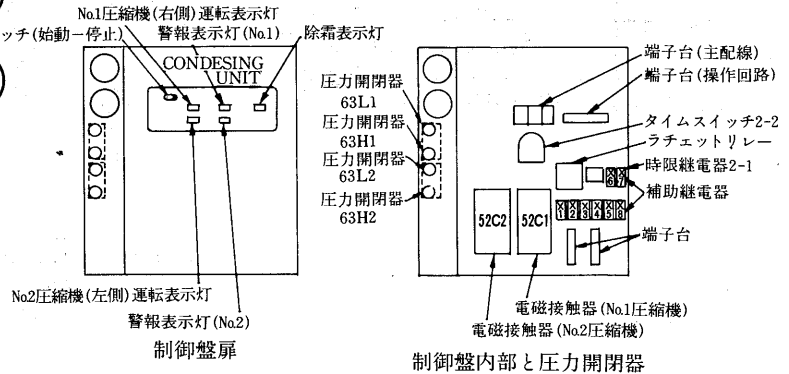 No.1圧縮機(右側)運転表示灯
ッチ(始動ー停止)
警報表示灯(No.1)
除霜表示灯
CONDESING
UNIT
No.2圧縮機(左側)運転表示灯
警報表示灯(No.2)
制御盤扉
圧力開閉器
63L1
圧力開閉器
63H1
圧力開閉器
63L2
圧力開閉器
63H2
端子台(主配線)
端子台(操作回路)
タイムスイッチ2-2
ラチェットリレー
時限継電器2-1
補助継電器
端子台
X6 X7
X1 X2 X3 X4 X5 X8
52C2
52C1
電磁接触器(No.1圧縮機)
電磁接触器(No.2圧縮機)
制御盤内部と圧力開閉器